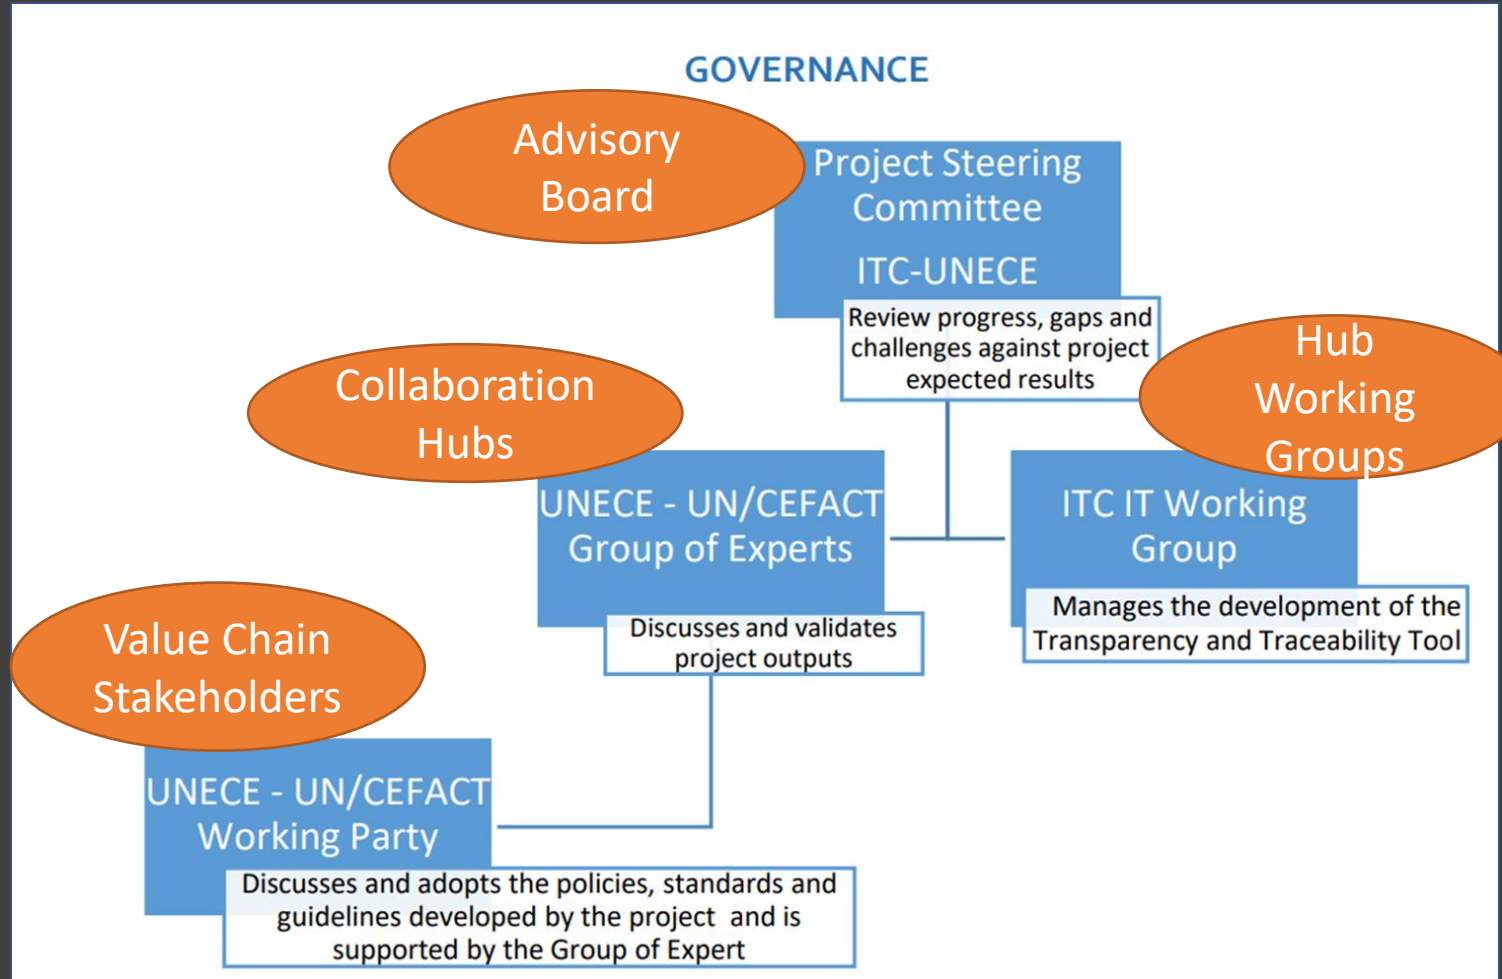 GOVERNANCE
Advisory
Board
Project Steering
Committee
ITC-UNECE
Review progress, gaps and
challenges against project
expected results
Hub
Working
Groups
Collaboration
Hubs
UNECE - UN/CEFACT
Group of Experts
Discusses and validates
project outputs
ITC IT Working
Group
Manages the development of the
Transparency and Traceability Tool
Value Chain
Stakeholders
UNECE - UN/CEFACT
Working Party
Discusses and adopts the policies, standards and
guidelines developed by the project and is
supported by the Group of Expert